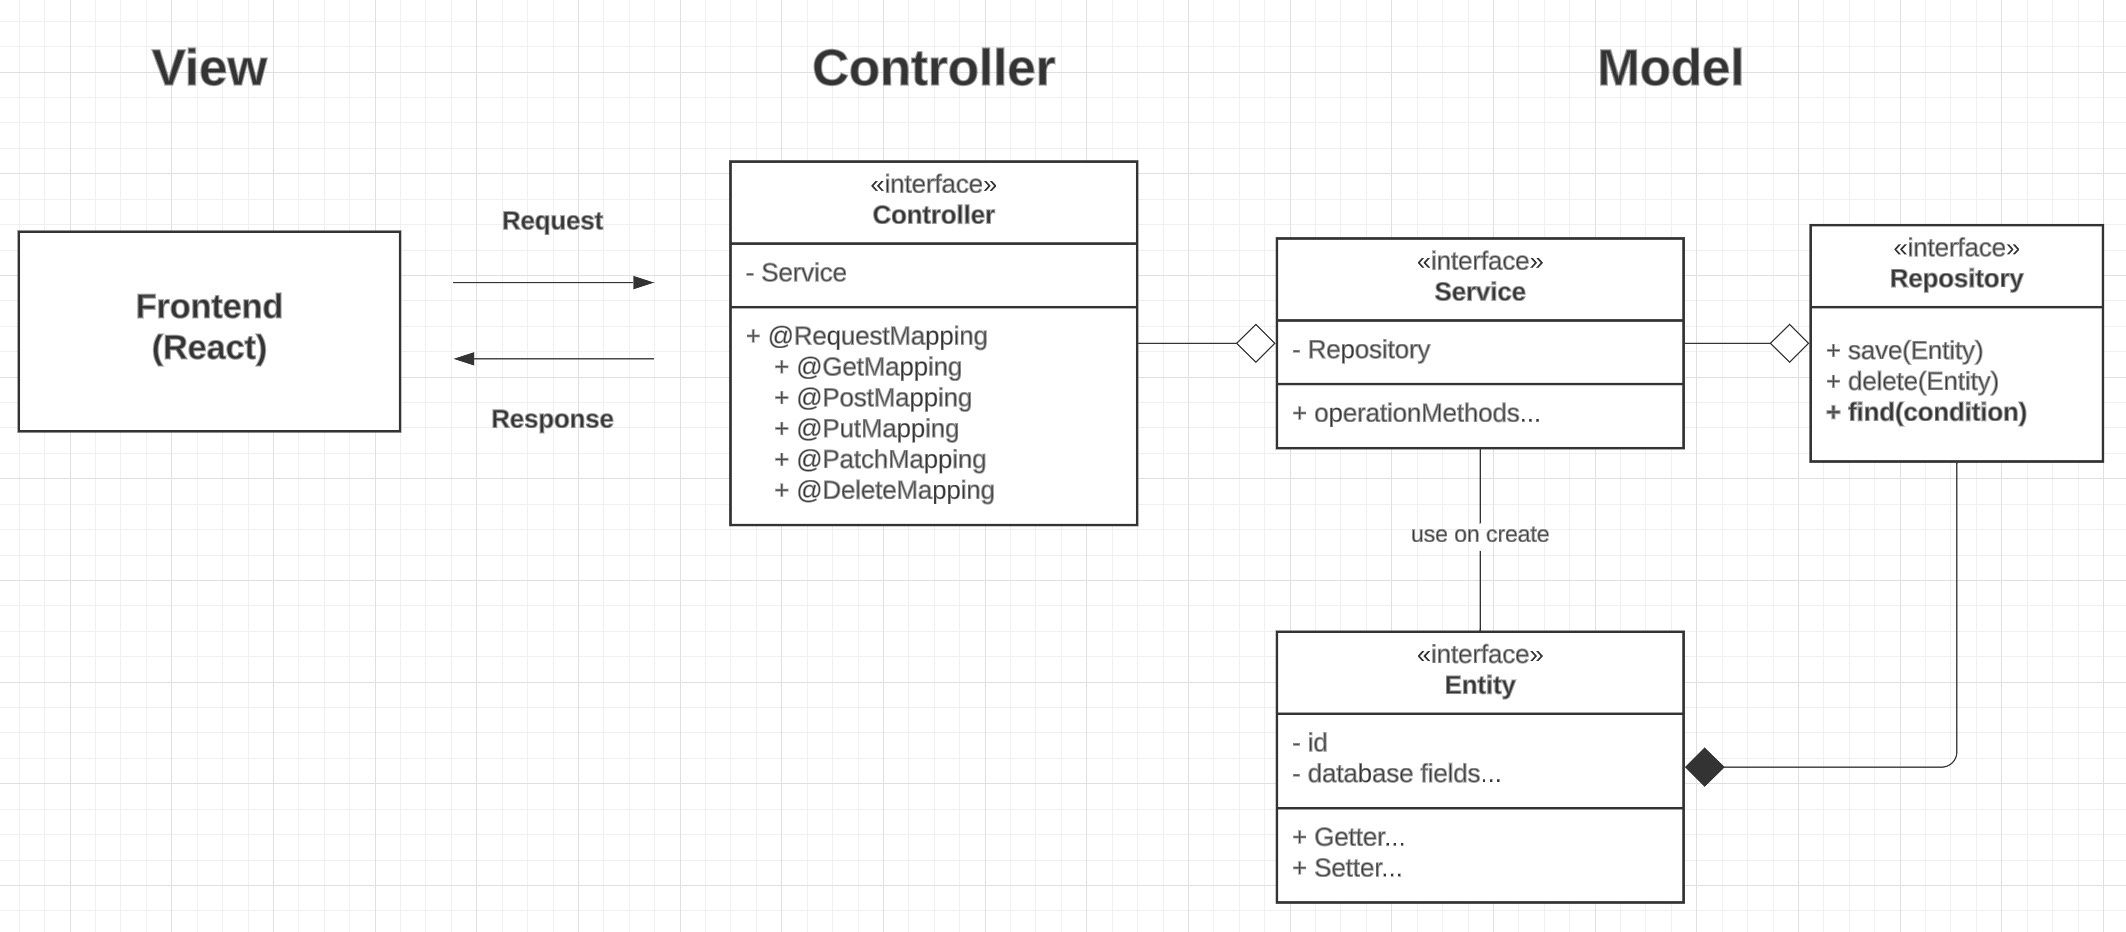 View
Controller
Model
Frontend
(React)
Request
Response
«interface»
Controller
- Service
+ @RequestMapping
+ @GetMapping
+ @PostMapping
+ @PutMapping
+ @PatchMapping
+ @DeleteMapping
«interface»
Service
- Repository
+ operationMethods...
«interface»
Repository
+ save(Entity)
+ delete(Entity)
+ find(condition)
use on create
«interface»
Entity
- id
- database fields...
+ Getter...
+ Setter...